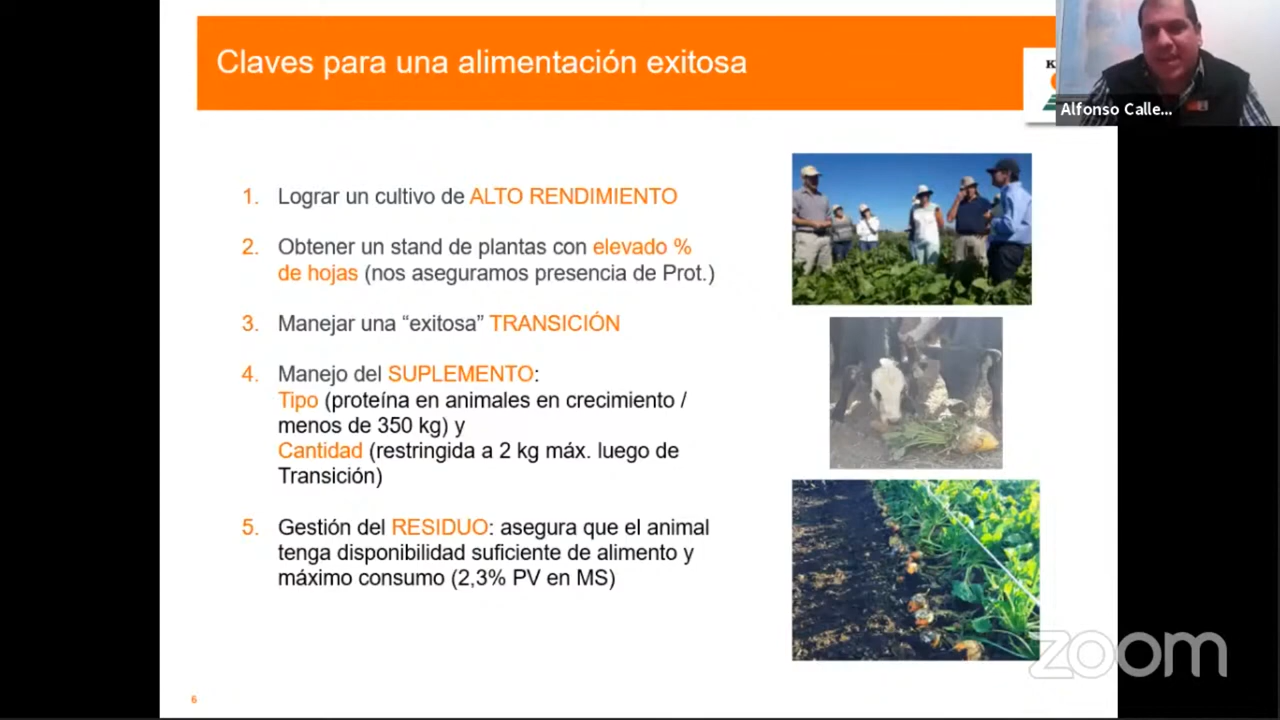 Claves para una alimentación exitosa
K
Alfonso Calle...
1. Lograr un cultivo de ALTO RENDIMIENTO
2. Obtener un stand de plantas con elevado %
de hojas (nos aseguramos presencia de Prot.)
3. Manejar una “exitosa” TRANSICIÓN
4. Manejo del SUPLEMENTO:
Tipo (proteína en animales en crecimiento /
menos de 350 kg) y
Cantidad (restringida a 2 kg máx. luego de
Transición)
5. Gestión del RESIDUO: asegura que el animal
tenga disponibilidad suficiente de alimento y
máximo consumo (2,3% PV en MS)
zoom
6